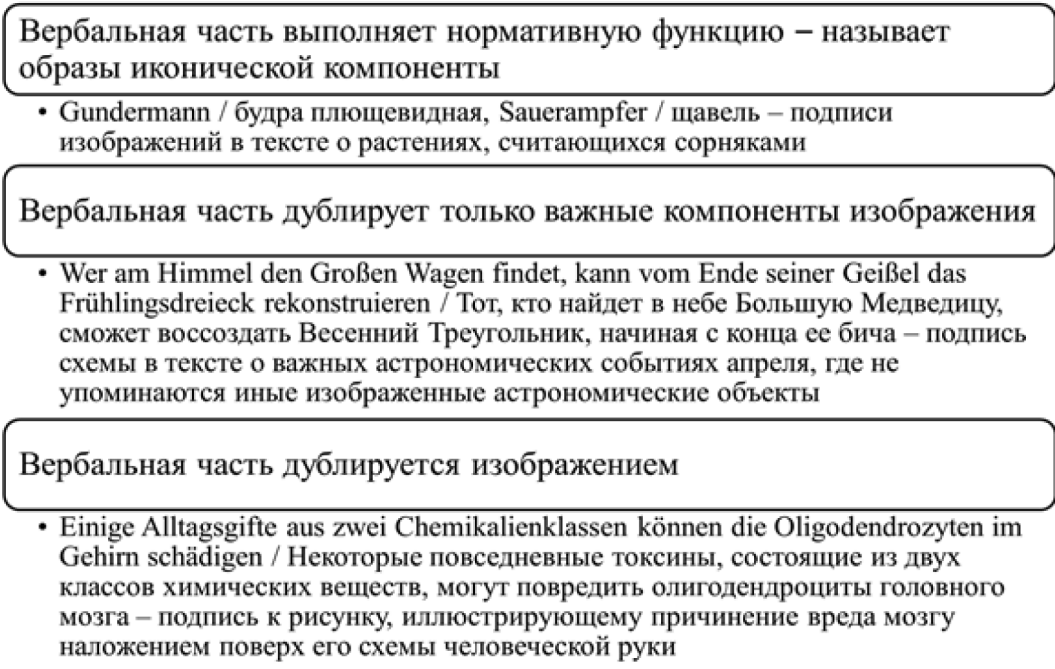 Вербальная часть выполняет нормативную функцию – называет
образы иконической компоненты
• Gundermann / будра плющевидная, Sauerampfer / щавель – подписи
изображений в тексте о растениях, считающихся сорняками
Вербальная часть дублирует только важные компоненты изображения
• Wer am Himmel den Großen Wagen findet, kann vom Ende seiner Geißel das
Frühlingsdreieck rekonstruieren / Тот, кто найдет в небе Большую Медведицу,
сможет воссоздать Весенний Треугольник, начиная с конца ее бича – подпись
схемы в тексте о важных астрономических событиях апреля, где не
упоминаются иные изображенные астрономические объекты
Вербальная часть дублируется изображением
• Einige Alltagsgifte aus zwei Chemikalienklassen können die Oligodendrozyten im
Gehirn schädigen / Некоторые повседневные токсины, состоящие из двух
классов химических веществ, могут повредить олигодендроциты головного
мозга – подпись к рисунку, иллюстрирующему причинение вреда мозгу
наложением поверх его схемы человеческой руки